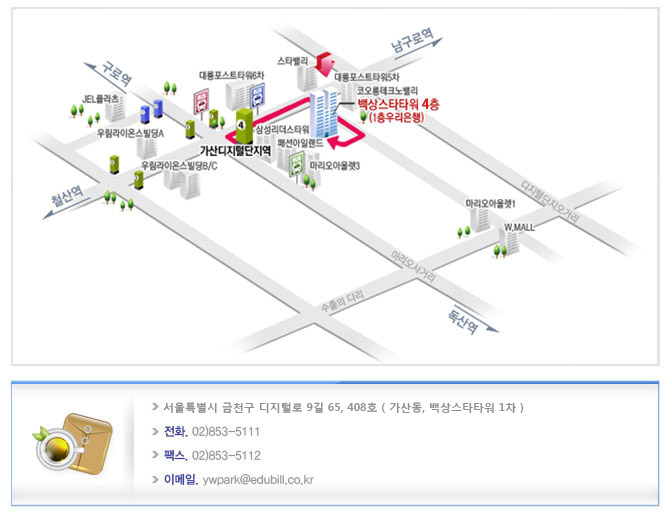 남구로역
스타밸리
구로역
대륭포스트타워6차
대륭포스트타워5차
코오롱테크노밸리
JEL플라츠
백상스타타워 4층
(1층우리은행)
우림라이온스빌딩A
4
삼성리더스타워
가산디지털단지역
패션아일랜드
우림라이온스빌딩B/C
마리오아울렛3
철산역
디지털단지오거리
마리오아울렛1
W.MALL
마리오사거리
수출의 다리
독산역
서울특별시 금천구 디지털로 9길 65, 408호 ( 가산동, 백상스타타워 1차 )
전화. 02)853-5111
팩스. 02)853-5112
이메일. ywpark@edubill.co.kr